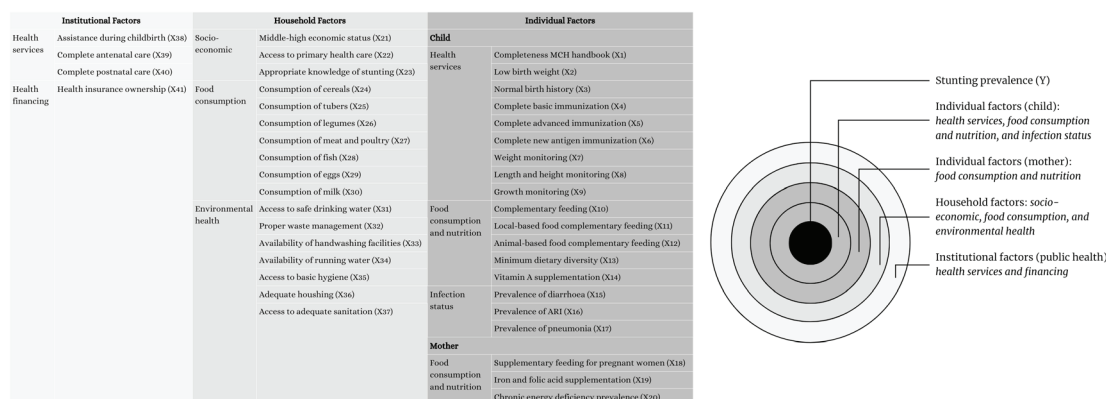 Institutional Factors
Health services
Assistance during childbirth (X38)
Complete antenatal care (X39)
Complete postnatal care (X40)
Health financing
Health insurance ownership (X41)
Household Factors
Socio-
economic
Middle-high economic status (X21)
Access to primary health care (X22)
Appropriate knowledge of stunting (X23)
Food
consumption
Consumption of cereals (X24)
Consumption of tubers (X25)
Consumption of legumes (X26)
Consumption of meat and poultry (X27)
Consumption of fish (X28)
Consumption of eggs (X29)
Consumption of milk (X30)
Environmental
health
Access to safe drinking water (X31)
Proper waste management (X32)
Availability of handwashing facilities (X33)
Availability of running water (X34)
Access to basic hygiene (X35)
Adequate houshing (X36)
Access to adequate sanitation (X37)
Individual Factors
Child
Health
services
Completeness MCH handbook (X1)
Low birth weight (X2)
Normal birth history (X3)
Complete basic immunization (X4)
Complete advanced immunization (X5)
Complete new antigen immunization (X6)
Weight monitoring (X7)
Length and height monitoring (X8)
Growth monitoring (X9)
Food
consumption
and nutrition
Complementary feeding (X10)
Local-based food complementary feeding (X11)
Animal-based food complementary feeding (X12)
Minimum dietary diversity (X13)
Vitamin A supplementation (X14)
Infection
status
Prevalence of diarrhoea (X15)
Prevalence of ARI (X16)
Prevalence of pneumonia (X17)
Mother
Food
consumption
and nutrition
Supplementary feeding for pregnant women (X18)
Iron and folic acid supplementation (X19)
Chronic energy deficiency prevalence (X20)
Stunting prevalence (Y)
Individual factors (child):
health services, food consumption
and nutrition, and infection status
Individual factors (mother):
food consumption and nutrition
Household factors: socio-
economic, food consumption, and
environmental health
Institutional factors (public health)
health services and financing